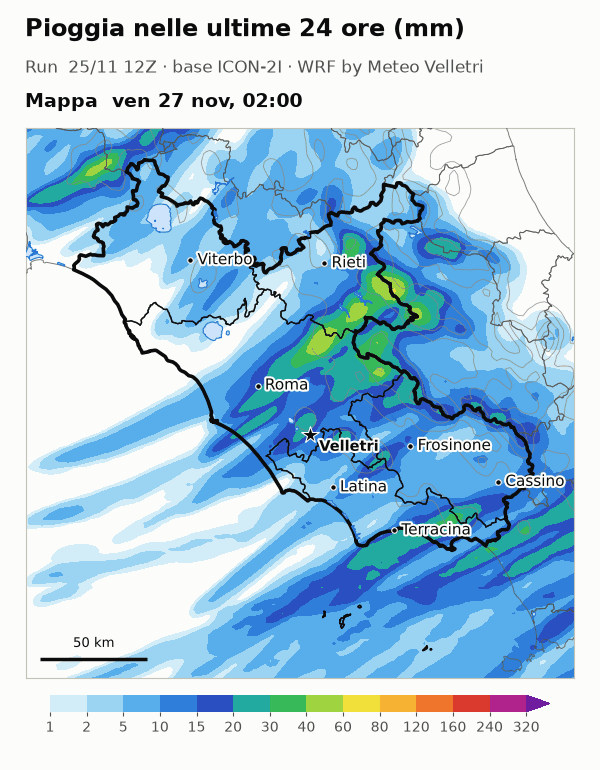 Pioggia nelle ultime 24 ore (mm)
Run  25/11 12Z · base ICON-2I · WRF by Meteo Velletri
Mappa  ven 27 nov, 02:00
Viterbo
Rieti
Roma
Velletri
Frosinone
Latina
Cassino
Terracina
50 km
1 2 5 10 15 20 30 40 60 80 120 160 240 320